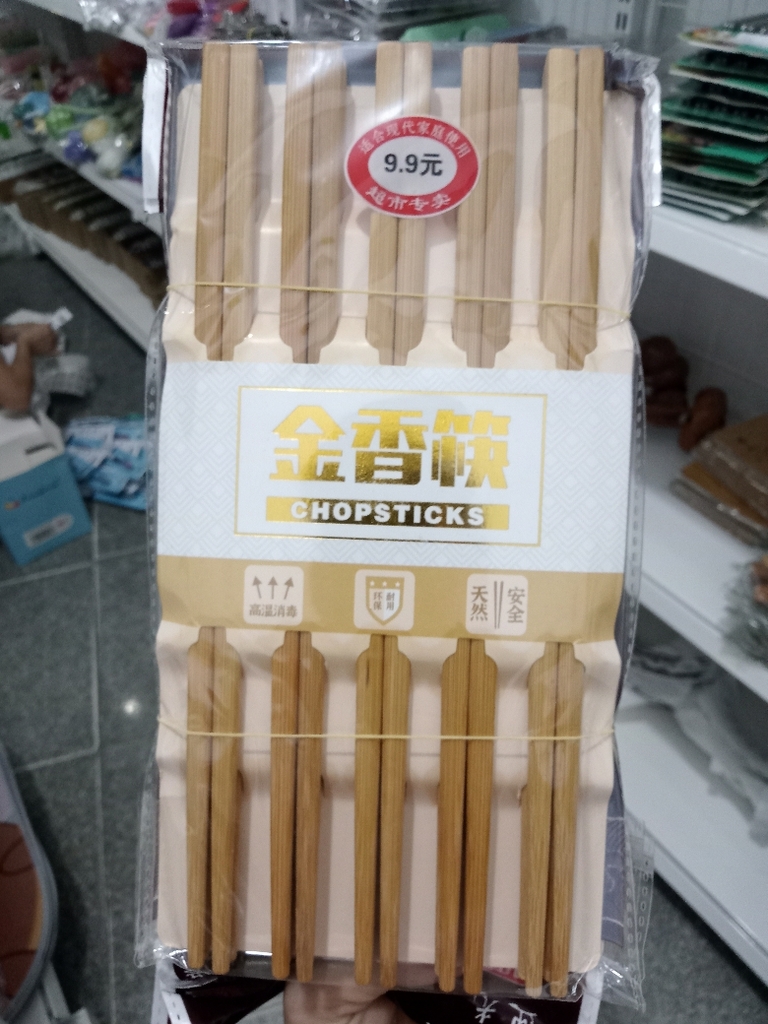 适合现代家庭使用
9.9元
超市专卖
金香筷
CHOPSTICKS
高温消毒
环保
耐用
天然
安全